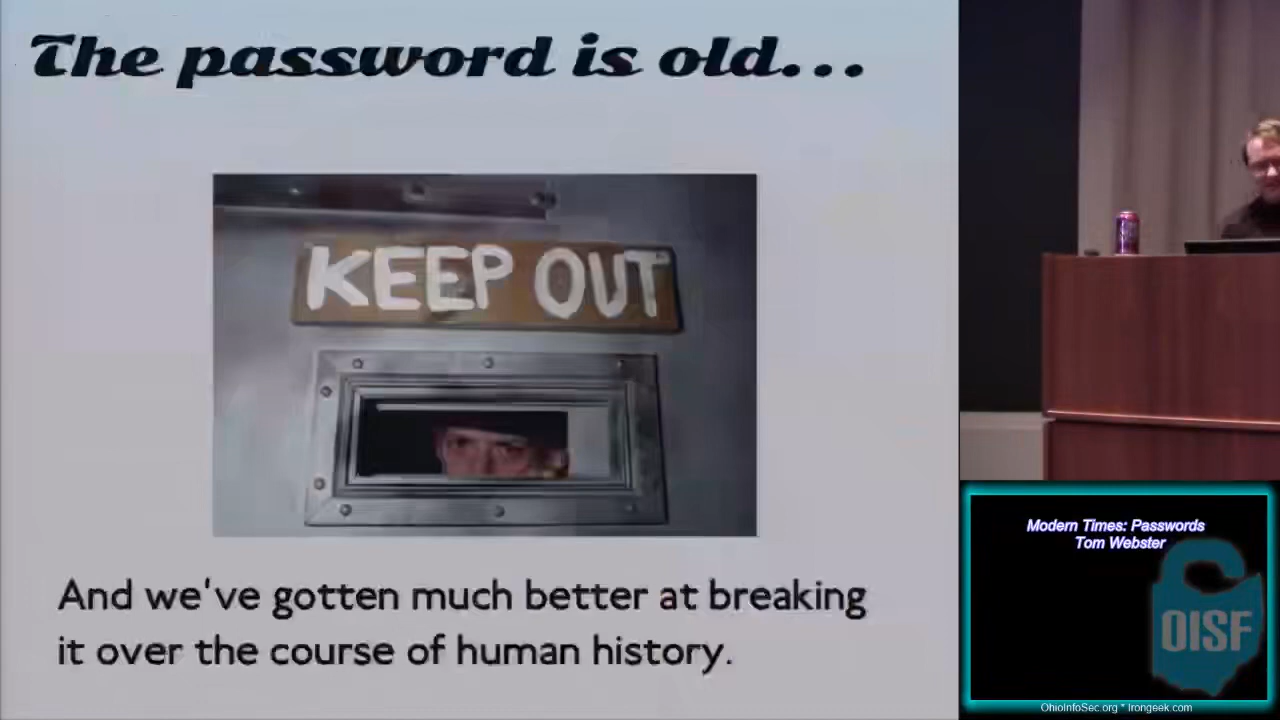 The password is old...
KEEP OUT
And we've gotten much better at breaking
it over the course of human history.
Modern Times: Passwords
Tom Webster
OISF
OhioInfoSec.org * Irongeek.com